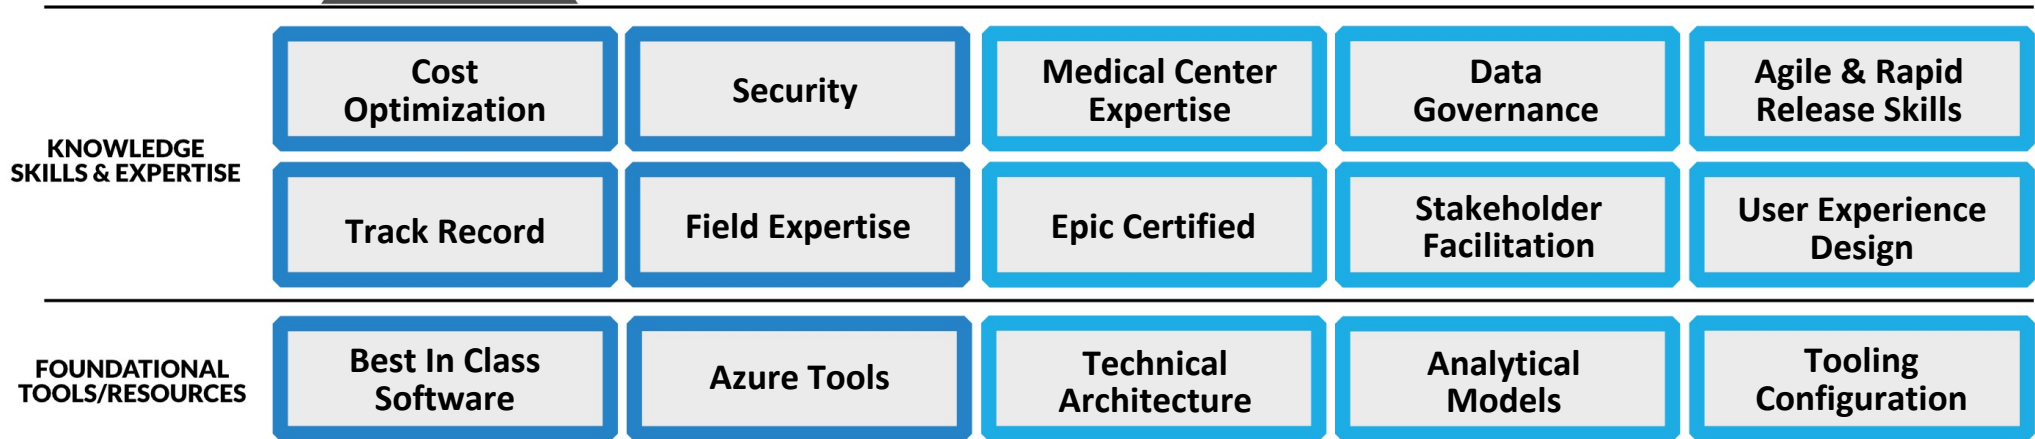 KNOWLEDGE
SKILLS & EXPERTISE
Cost
Optimization
Security
Medical Center
Expertise
Data
Governance
Agile & Rapid
Release Skills
Track Record
Field Expertise
Epic Certified
Stakeholder
Facilitation
User Experience
Design
FOUNDATIONAL
TOOLS/RESOURCES
Best In Class
Software
Azure Tools
Technical
Architecture
Analytical
Models
Tooling
Configuration